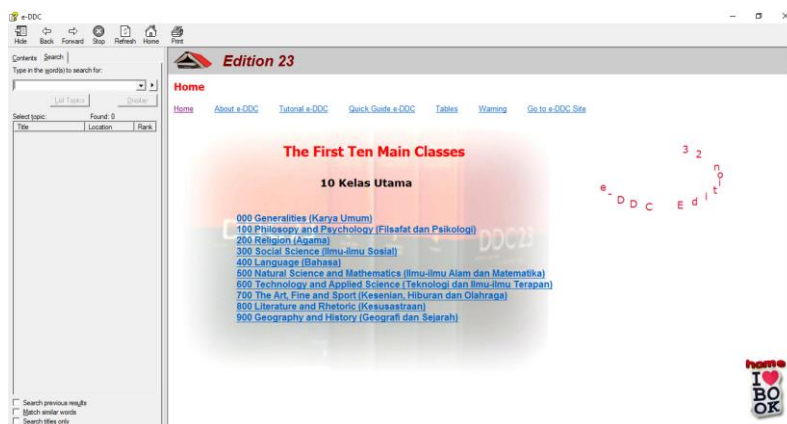 e-DDC
Hide Back Forward Stop Refresh Home Print
Contents Search
Type in the word(s) to search for:
List Topics Display
Select topic: Found: 0
Title Location Rank
Search previous results
Match similar words
Search titles only
Edition 23
Home
Home About e-DDC Tutorial e-DDC Quick Guide e-DDC Tables Warning Go to e-DDC Site
The First Ten Main Classes
10 Kelas Utama
000 Generalities (Karya Umum)
100 Philosopy and Psychology (Filsafat dan Psikologi)
200 Religion (Agama)
300 Social Science (Ilmu-ilmu Sosial)
400 Language (Bahasa)
500 Natural Science and Mathematics (Ilmu-ilmu Alam dan Matematika)
600 Technology and Applied Science (Teknologi dan Ilmu-ilmu Terapan)
700 The Art, Fine and Sport (Kesenian, Hiburan dan Olahraga)
800 Literature and Rhetoric (Kesusastraan)
900 Geography and History (Geografi dan Sejarah)
DDC23
e-DDC Edition 23
home
I
BO
OK